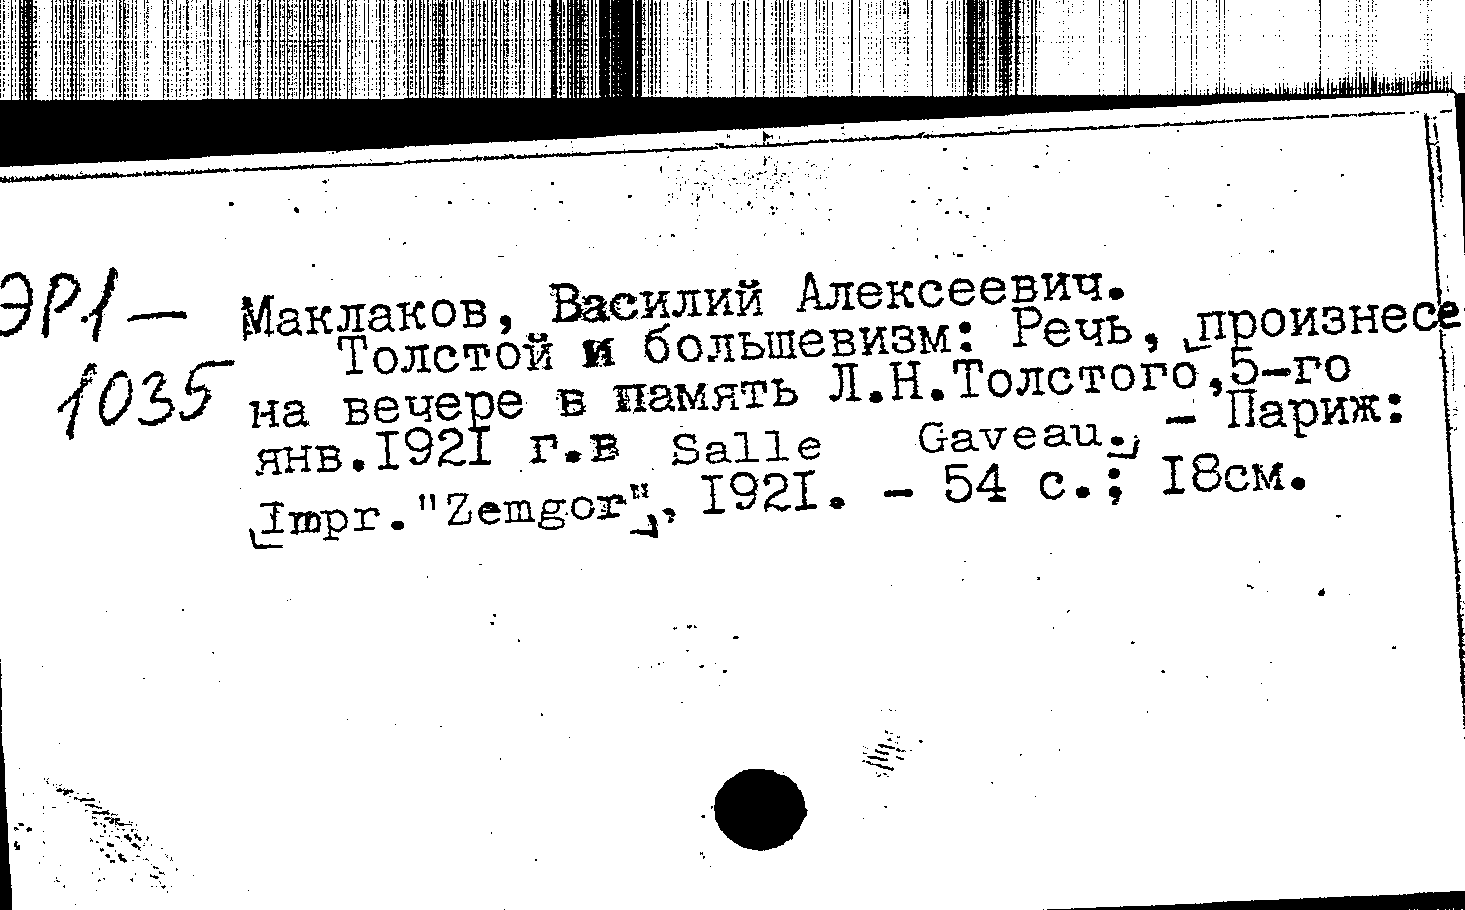 ЭР1 —
1035
Маклаков, Василий Алексеевич.
Толстой и большевизм: Речь, [произнесе
на вечере в память Л.Н.Толстого,5-го
янв.1921 г.в Salle Gaveau.] - Париж:
[Impr."Zemgor"], 1921. - 54 с.; 18см.